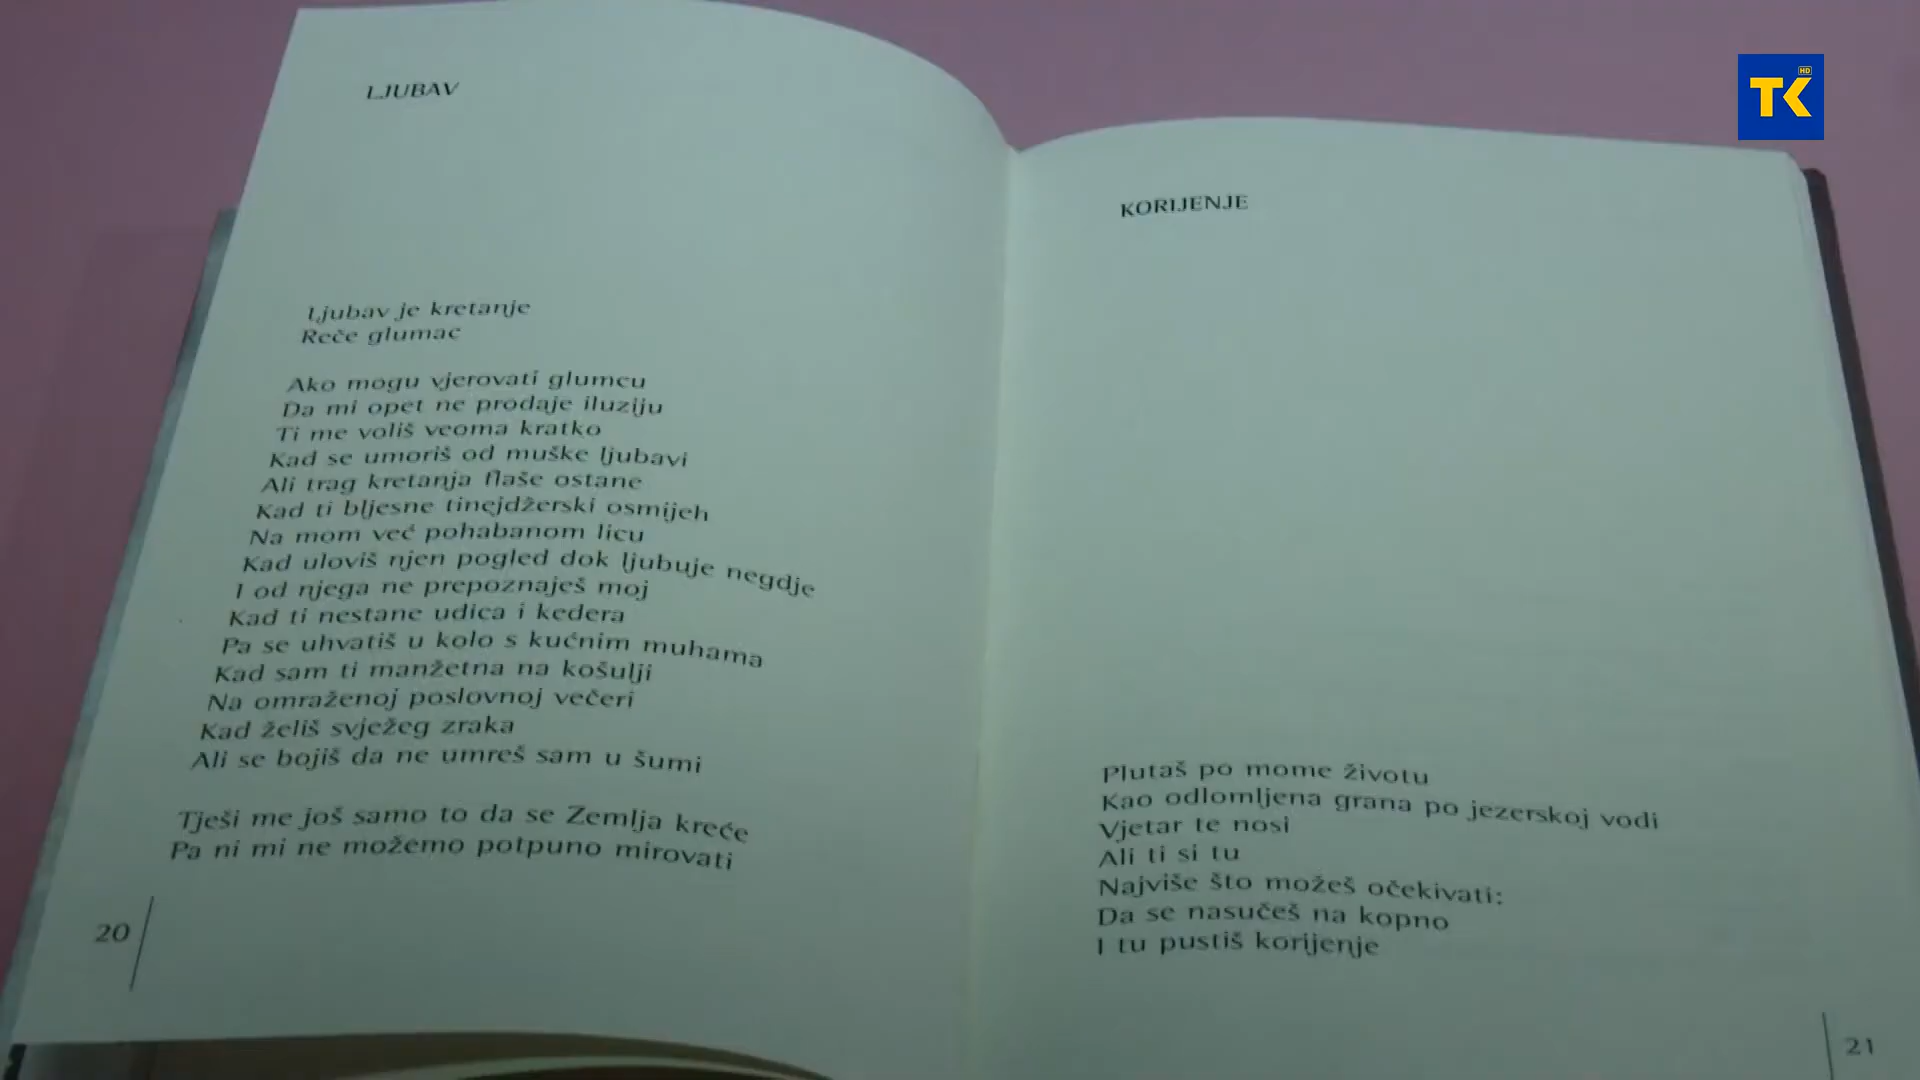 LJUBAV
Ljubav je kretanje
Reče glumac
Ako mogu vjerovati glumcu
Da mi opet ne prodaje iluziju
Ti me voliš veoma kratko
Kad se umoriš od muške ljubavi
Ali trag kretanja flaše ostane
Kad ti bljesne tinejdžerski osmijeh
Na mom već pohabanom licu
Kad uloviš njen pogled dok ljubuje negdje
I od njega ne prepoznaješ moj
Kad ti nestane udica i kedera
Pa se uhvatiš u kolo s kućnim muhama
Kad sam ti manžetna na košulji
Na omraženoj poslovnoj večeri
Kad želiš svježeg zraka
Ali se bojiš da ne umreš sam u šumi
Tješi me još samo to da se Zemlja kreće
Pa ni mi ne možemo potpuno mirovati
20
KORIJENJE
Plutaš po mome životu
Kao odlomljena grana po jezerskoj vodi
Vjetar te nosi
Ali ti si tu
Najviše što možeš očekivati:
Da se nasučeš na kopno
I tu pustiš korijenje
21
TK HD